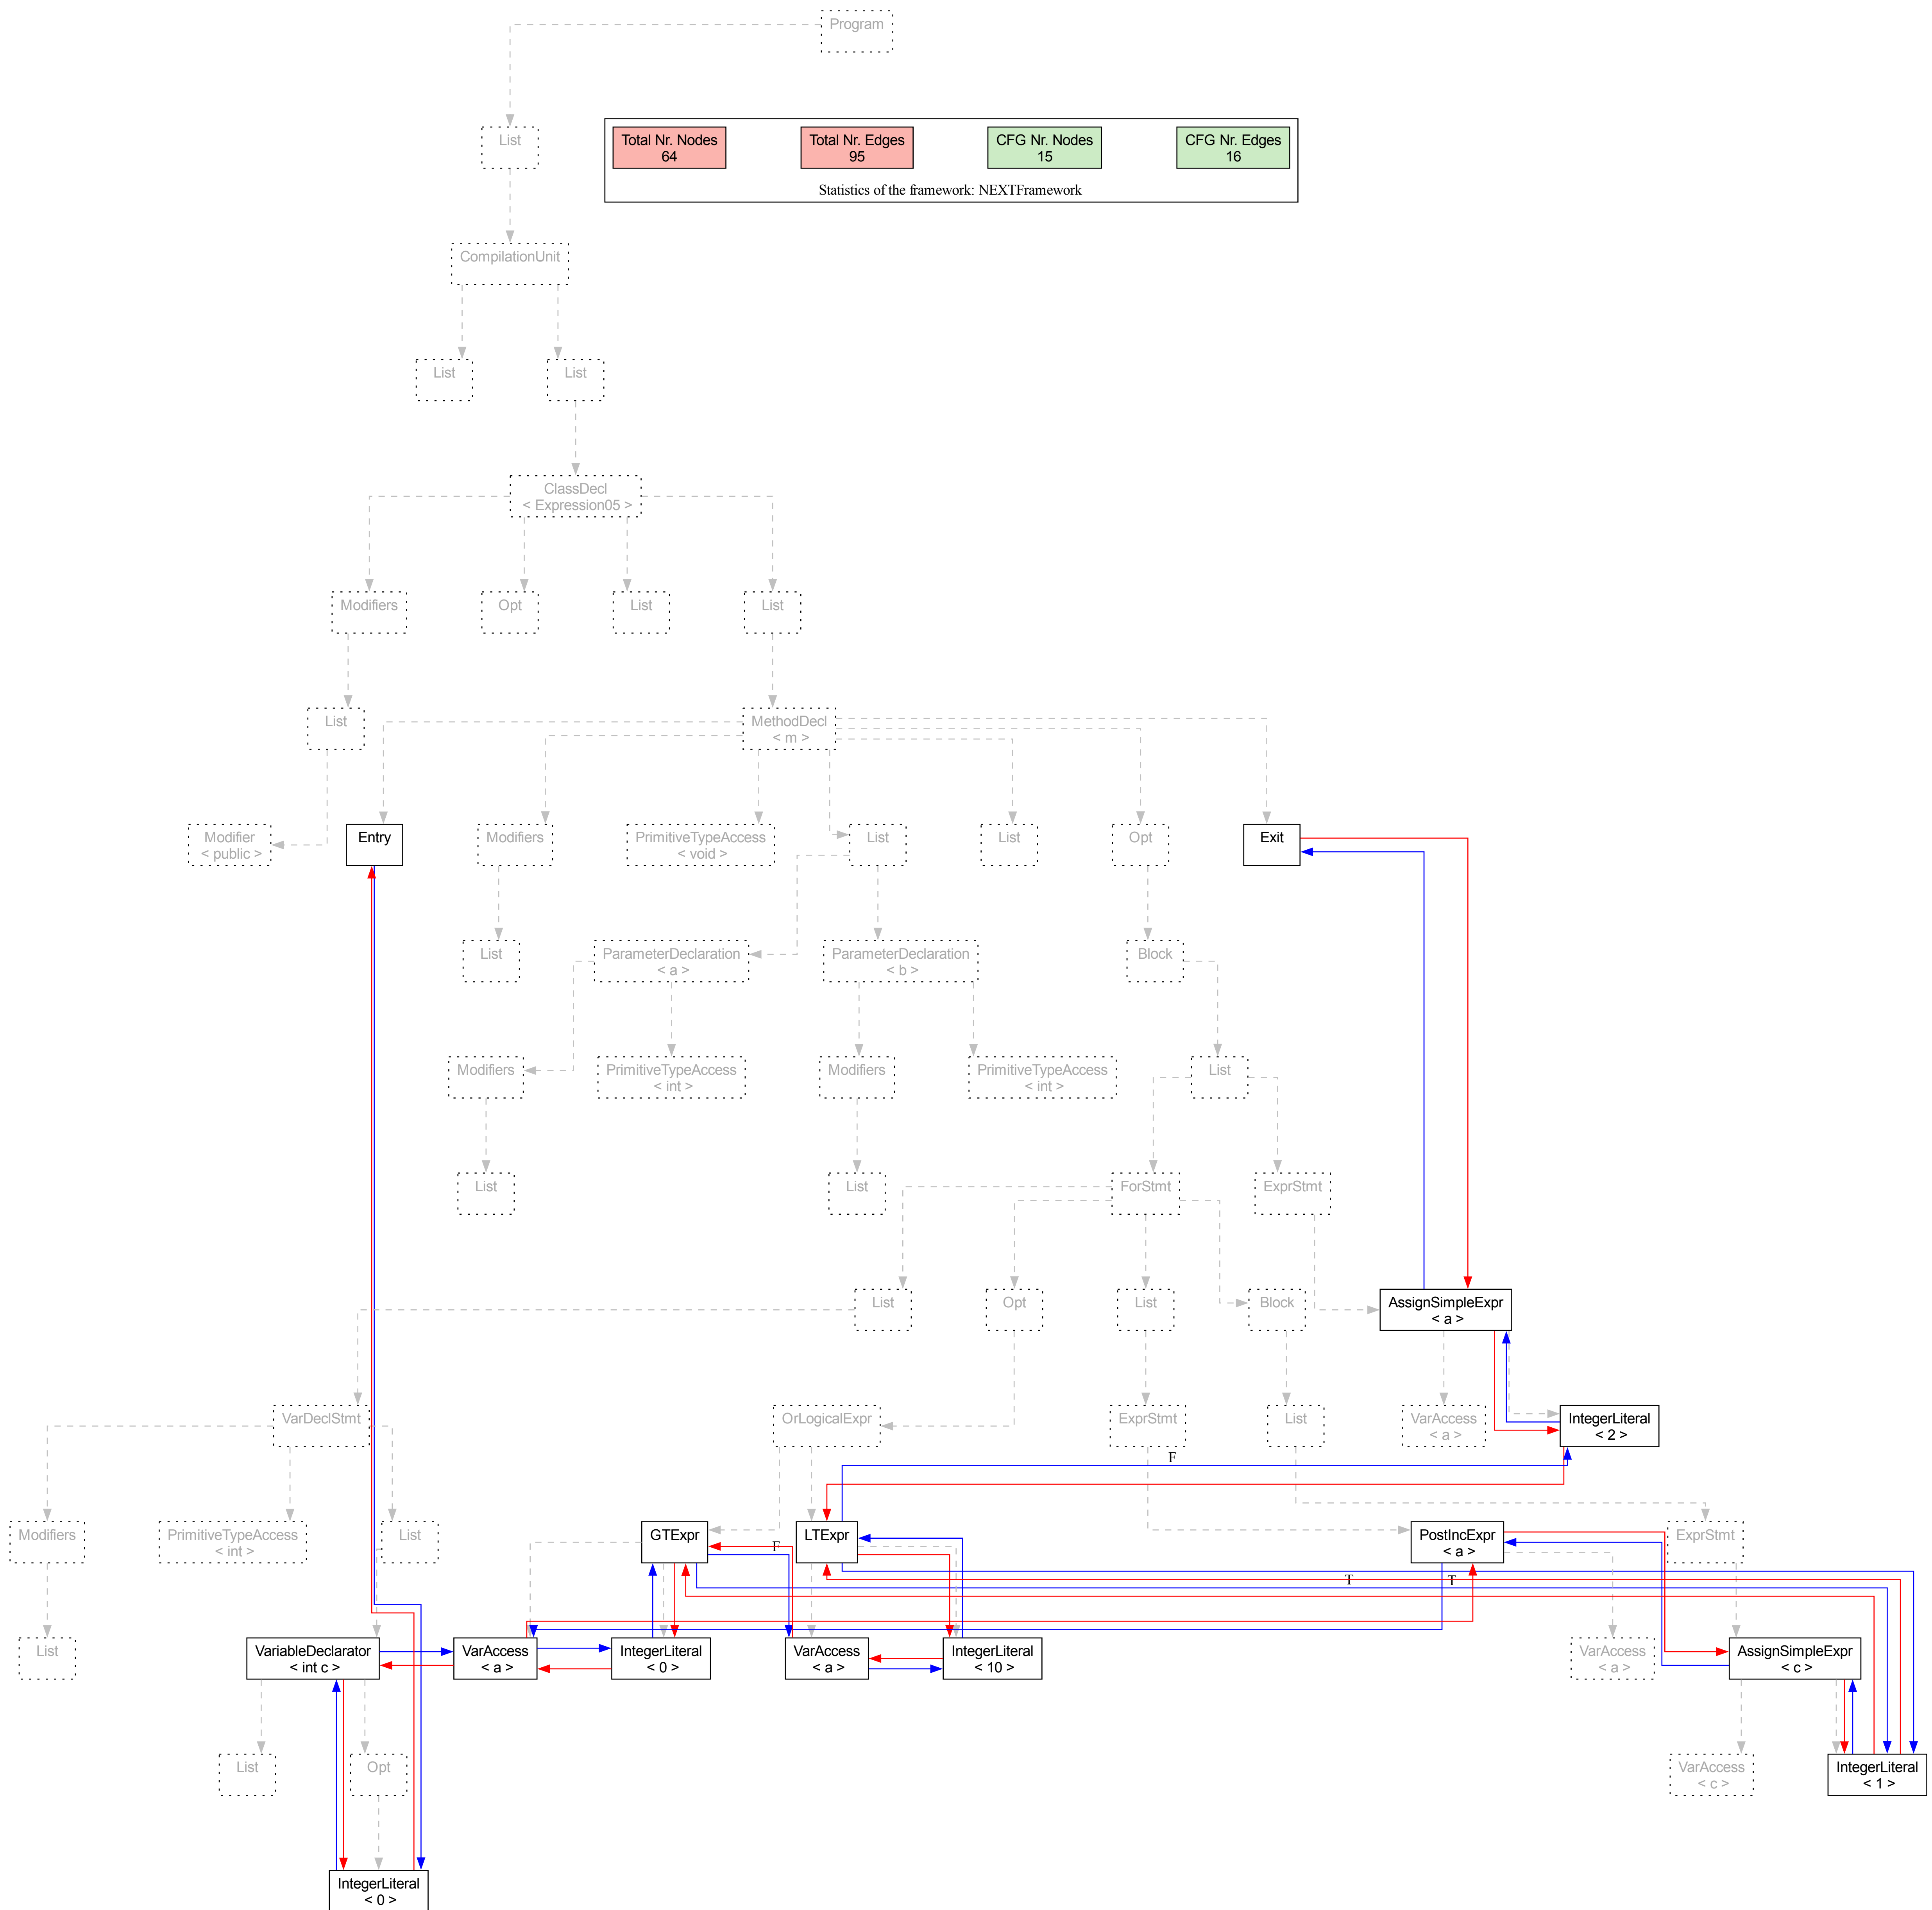 Program
List
Total Nr. Nodes
64
Total Nr. Edges
95
CFG Nr. Nodes
15
CFG Nr. Edges
16
Statistics of the framework: NEXTFramework
CompilationUnit
List
List
ClassDecl
< Expression05 >
Modifiers
Opt
List
List
List
MethodDecl
< m >
Modifier
< public >
Entry
Modifiers
PrimitiveTypeAccess
< void >
List
List
Opt
Exit
List
ParameterDeclaration
< a >
ParameterDeclaration
< b >
Block
Modifiers
PrimitiveTypeAccess
< int >
Modifiers
PrimitiveTypeAccess
< int >
List
List
List
ForStmt
ExprStmt
List
Opt
List
Block
AssignSimpleExpr
< a >
VarDeclStmt
OrLogicalExpr
ExprStmt
List
VarAccess
< a >
IntegerLiteral
< 2 >
F
Modifiers
PrimitiveTypeAccess
< int >
List
GTExpr
F
LTExpr
PostIncExpr
< a >
ExprStmt
T
T
List
VariableDeclarator
< int c >
VarAccess
< a >
IntegerLiteral
< 0 >
VarAccess
< a >
IntegerLiteral
< 10 >
VarAccess
< a >
AssignSimpleExpr
< c >
List
Opt
VarAccess
< c >
IntegerLiteral
< 1 >
IntegerLiteral
< 0 >